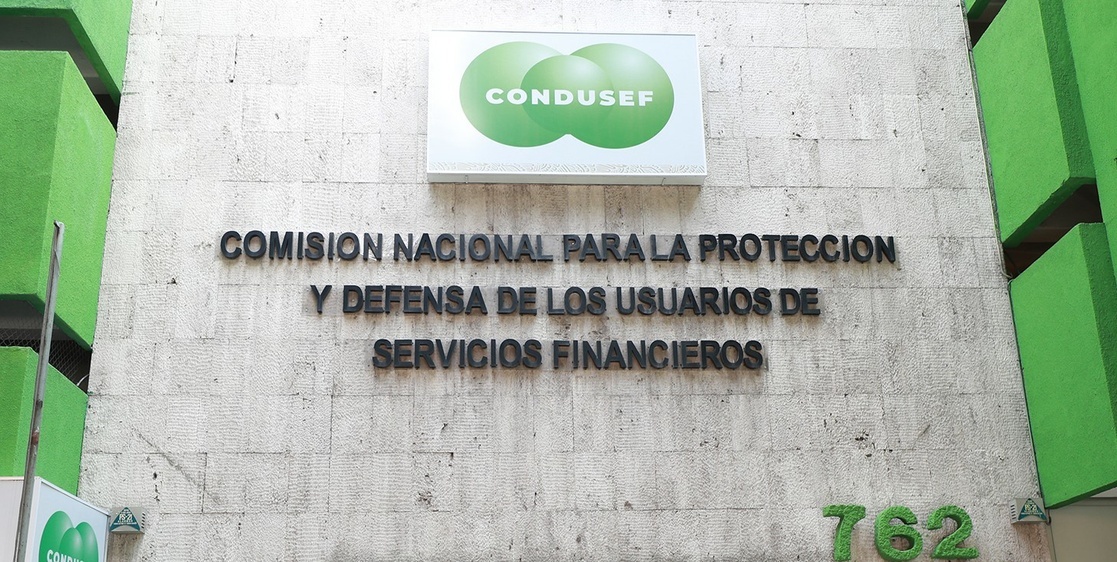 CONDUSEF
COMISION NACIONAL PARA LA PROTECCION
Y DEFENSA DE LOS USUARIOS DE
SERVICIOS FINANCIEROS
762